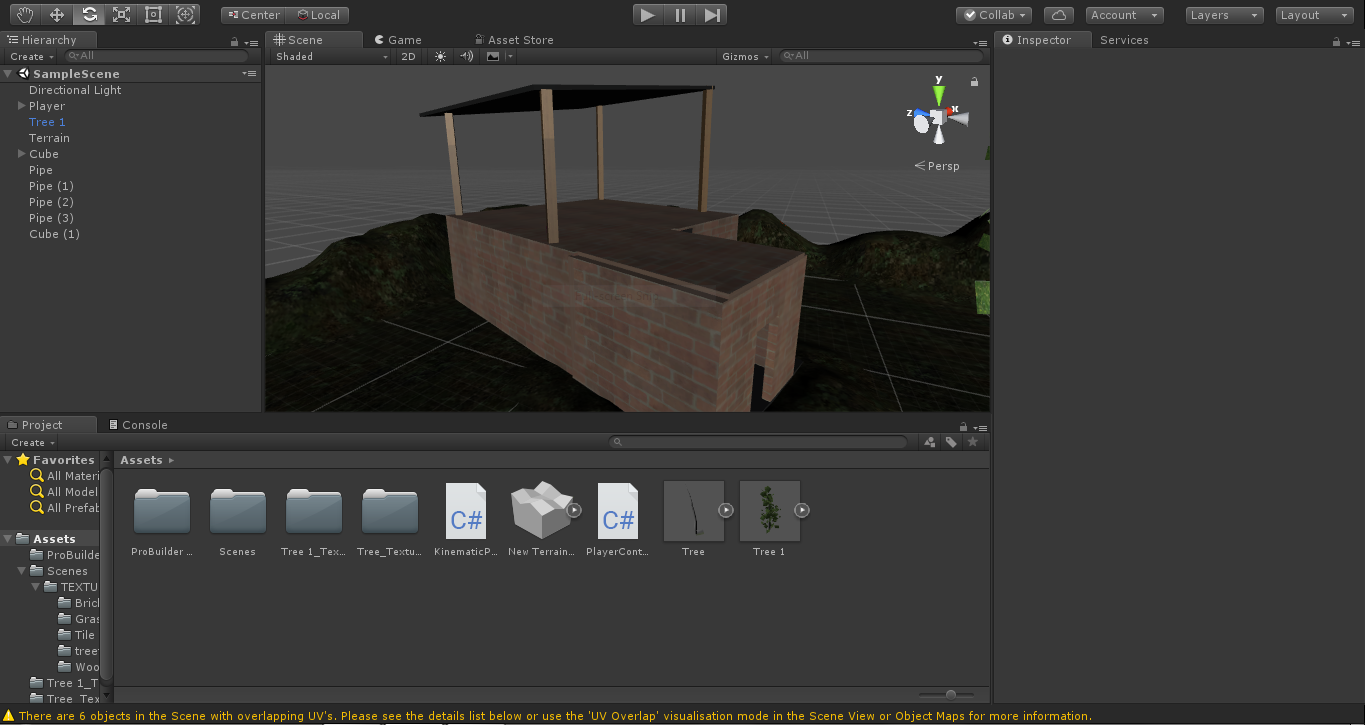 Center Local Collab Account Layers Layout
Hierarchy
Create All
SampleScene
Directional Light
Player
Tree 1
Terrain
Cube
Pipe
Pipe (1)
Pipe (2)
Pipe (3)
Cube (1)
Scene Game Asset Store
Shaded 2D Gizmos All
y
z x
Persp
Inspector Services
Project Console
Create
Favorites
All Materi
All Model
All Prefab
Assets
ProBuilde
Scenes
TEXTU
Brick
Gras
Tile
tree
Woo
Tree 1_T
Tree_Tex
Assets
C# C#
ProBuilder ... Scenes Tree 1_Tex... Tree_Textu... KinematicP... New Terrain... PlayerCont... Tree Tree 1
There are 6 objects in the Scene with overlapping UV's. Please see the details list below or use the 'UV Overlap' visualisation mode in the Scene View or Object Maps for more information.